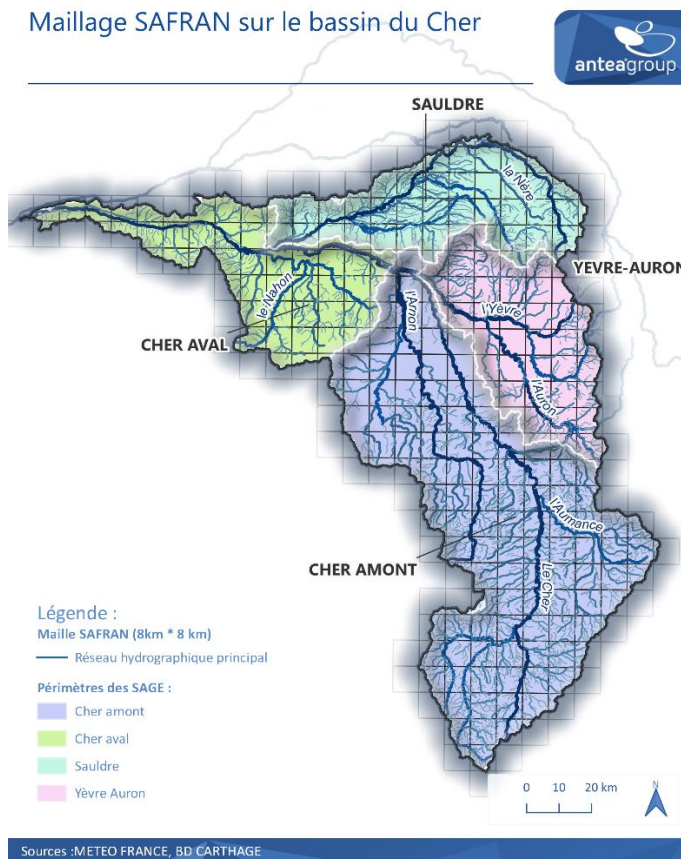 Maillage SAFRAN sur le bassin du Cher
anteagroup
SAULDRE
la Nère
YEVRE-AURON
le Nahon
l'Arnon
l'Yèvre
CHER AVAL
l'Auron
l'Aumance
CHER AMONT
Le Cher
Légende :
Maille SAFRAN (8km * 8 km)
Réseau hydrographique principal
Périmètres des SAGE :
Cher amont
Cher aval
Sauldre
Yèvre Auron
0 10 20 km
N
Sources :METEO FRANCE, BD CARTHAGE